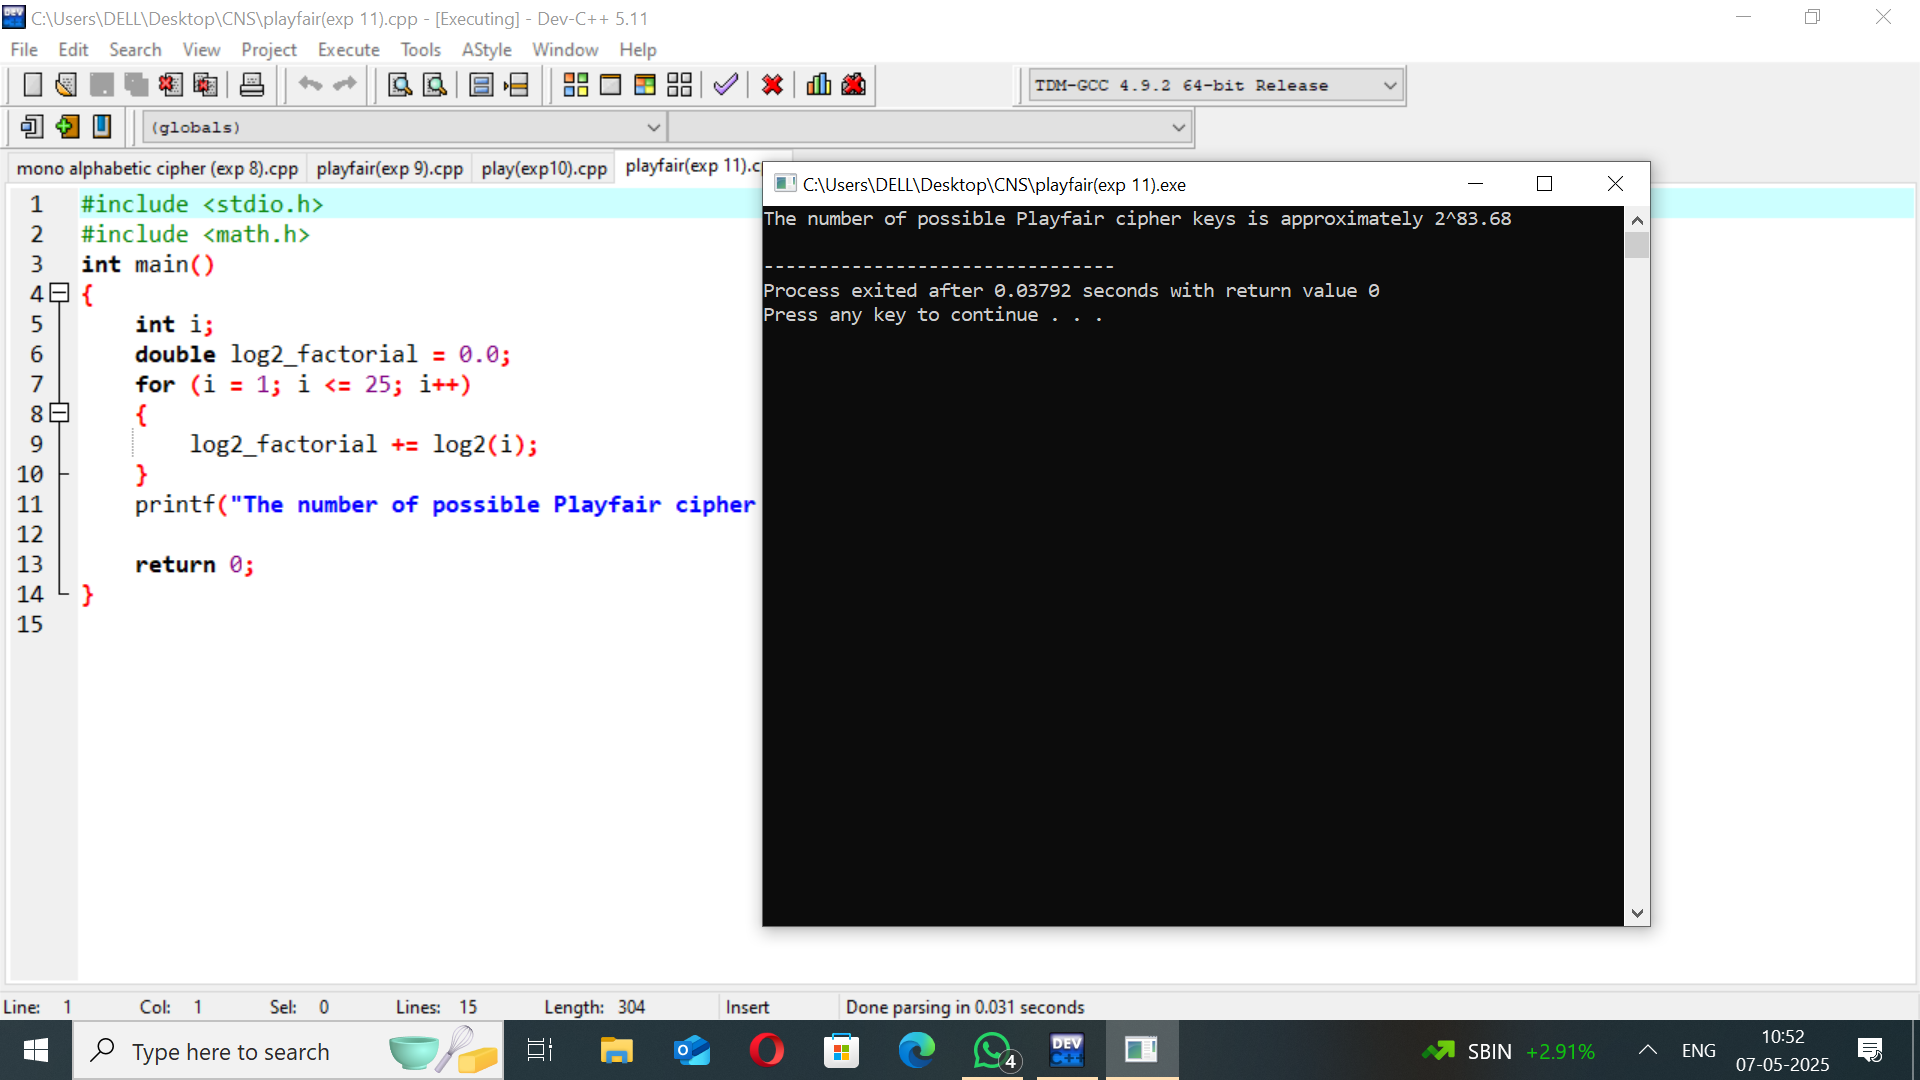 C:\Users\DELL\Desktop\CNS\playfair(exp 11).cpp - [Executing] - Dev-C++ 5.11
File Edit Search View Project Execute Tools AStyle Window Help
TDM-GCC 4.9.2 64-bit Release
(globals)
mono alphabetic cipher (exp 8).cpp playfair(exp 9).cpp play(exp10).cpp playfair(exp 11).c
1 #include <stdio.h>
2 #include <math.h>
3 int main()
4 {
5 int i;
6 double log2_factorial = 0.0;
7 for (i = 1; i <= 25; i++)
8 {
9 log2_factorial += log2(i);
10 }
11 printf("The number of possible Playfair cipher
12
13 return 0;
14 }
15
C:\Users\DELL\Desktop\CNS\playfair(exp 11).exe
The number of possible Playfair cipher keys is approximately 2^83.68
--------------------------------
Process exited after 0.03792 seconds with return value 0
Press any key to continue . . .
Line: 1 Col: 1 Sel: 0 Lines: 15 Length: 304 Insert Done parsing in 0.031 seconds
Type here to search
DEV C++
4
SBIN +2.91%
ENG
10:52
07-05-2025